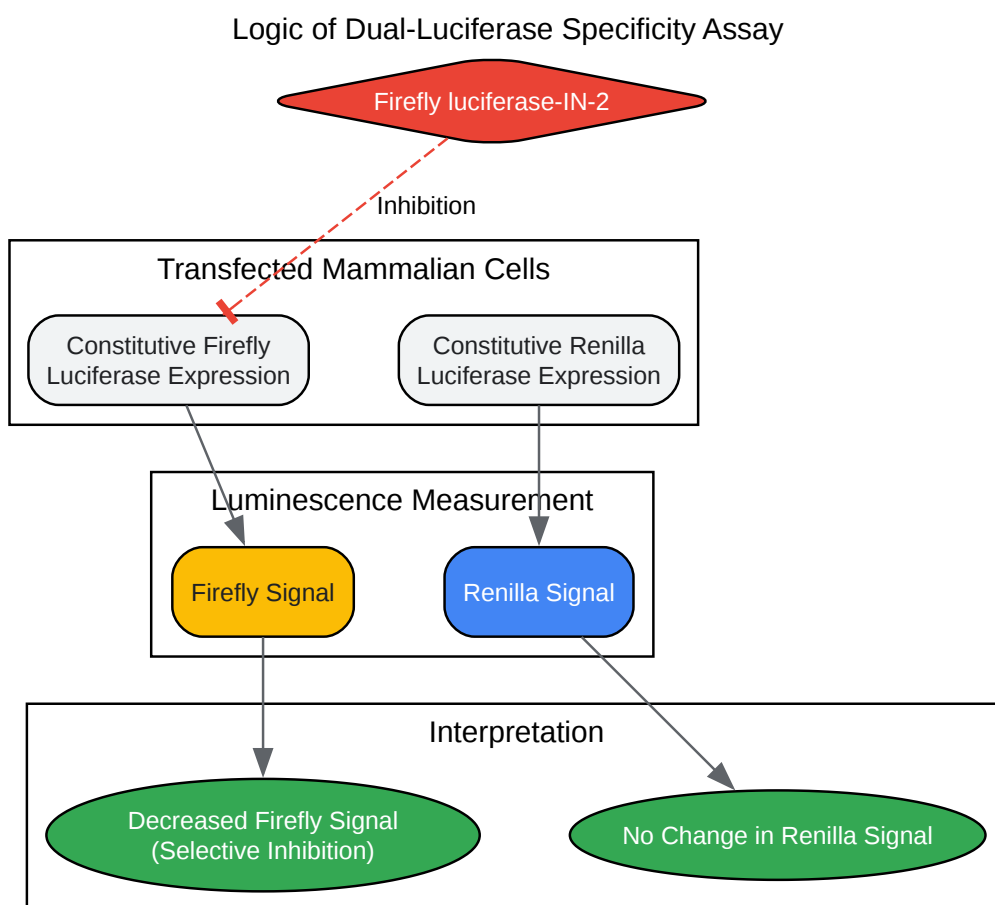 Logic of Dual-Luciferase Specificity Assay
Firefly luciferase-IN-2
Inhibition
Transfected Mammalian Cells
Constitutive Firefly
Luciferase Expression
Constitutive Renilla
Luciferase Expression
Luminescence Measurement
Firefly Signal
Renilla Signal
Interpretation
Decreased Firefly Signal
(Selective Inhibition)
No Change in Renilla Signal